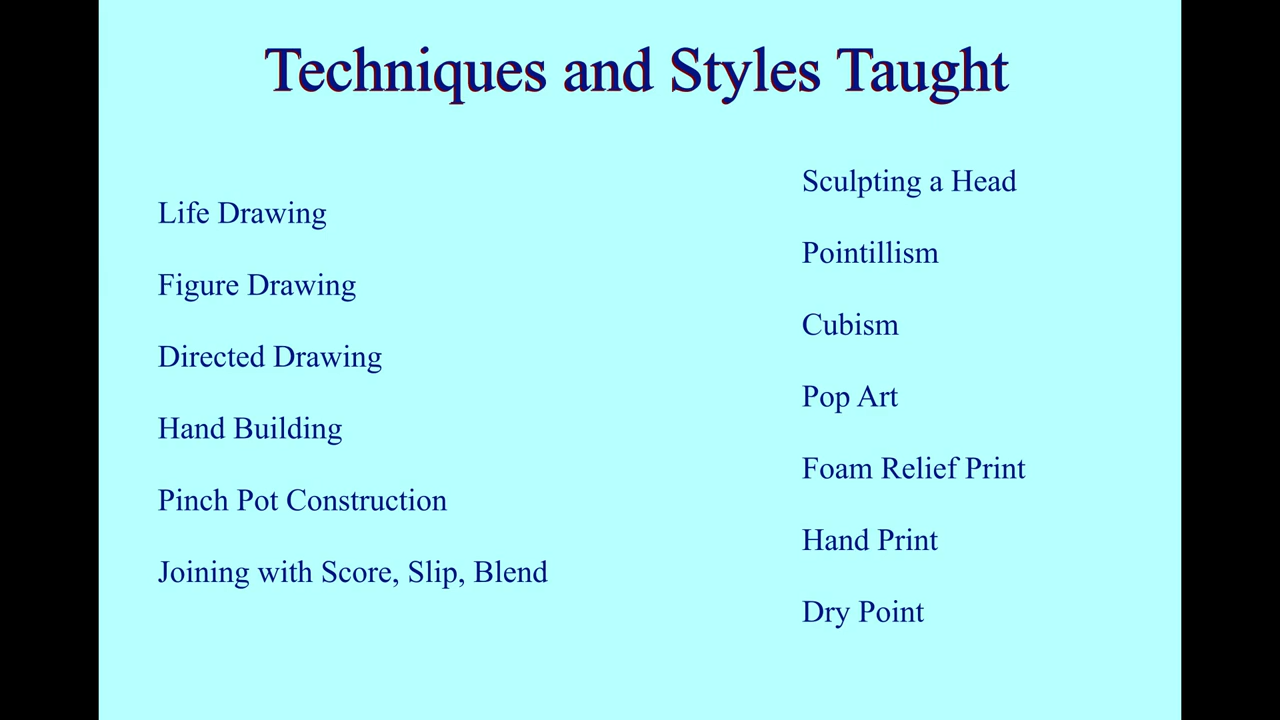 Techniques and Styles Taught
Life Drawing
Figure Drawing
Directed Drawing
Hand Building
Pinch Pot Construction
Joining with Score, Slip, Blend
Sculpting a Head
Pointillism
Cubism
Pop Art
Foam Relief Print
Hand Print
Dry Point